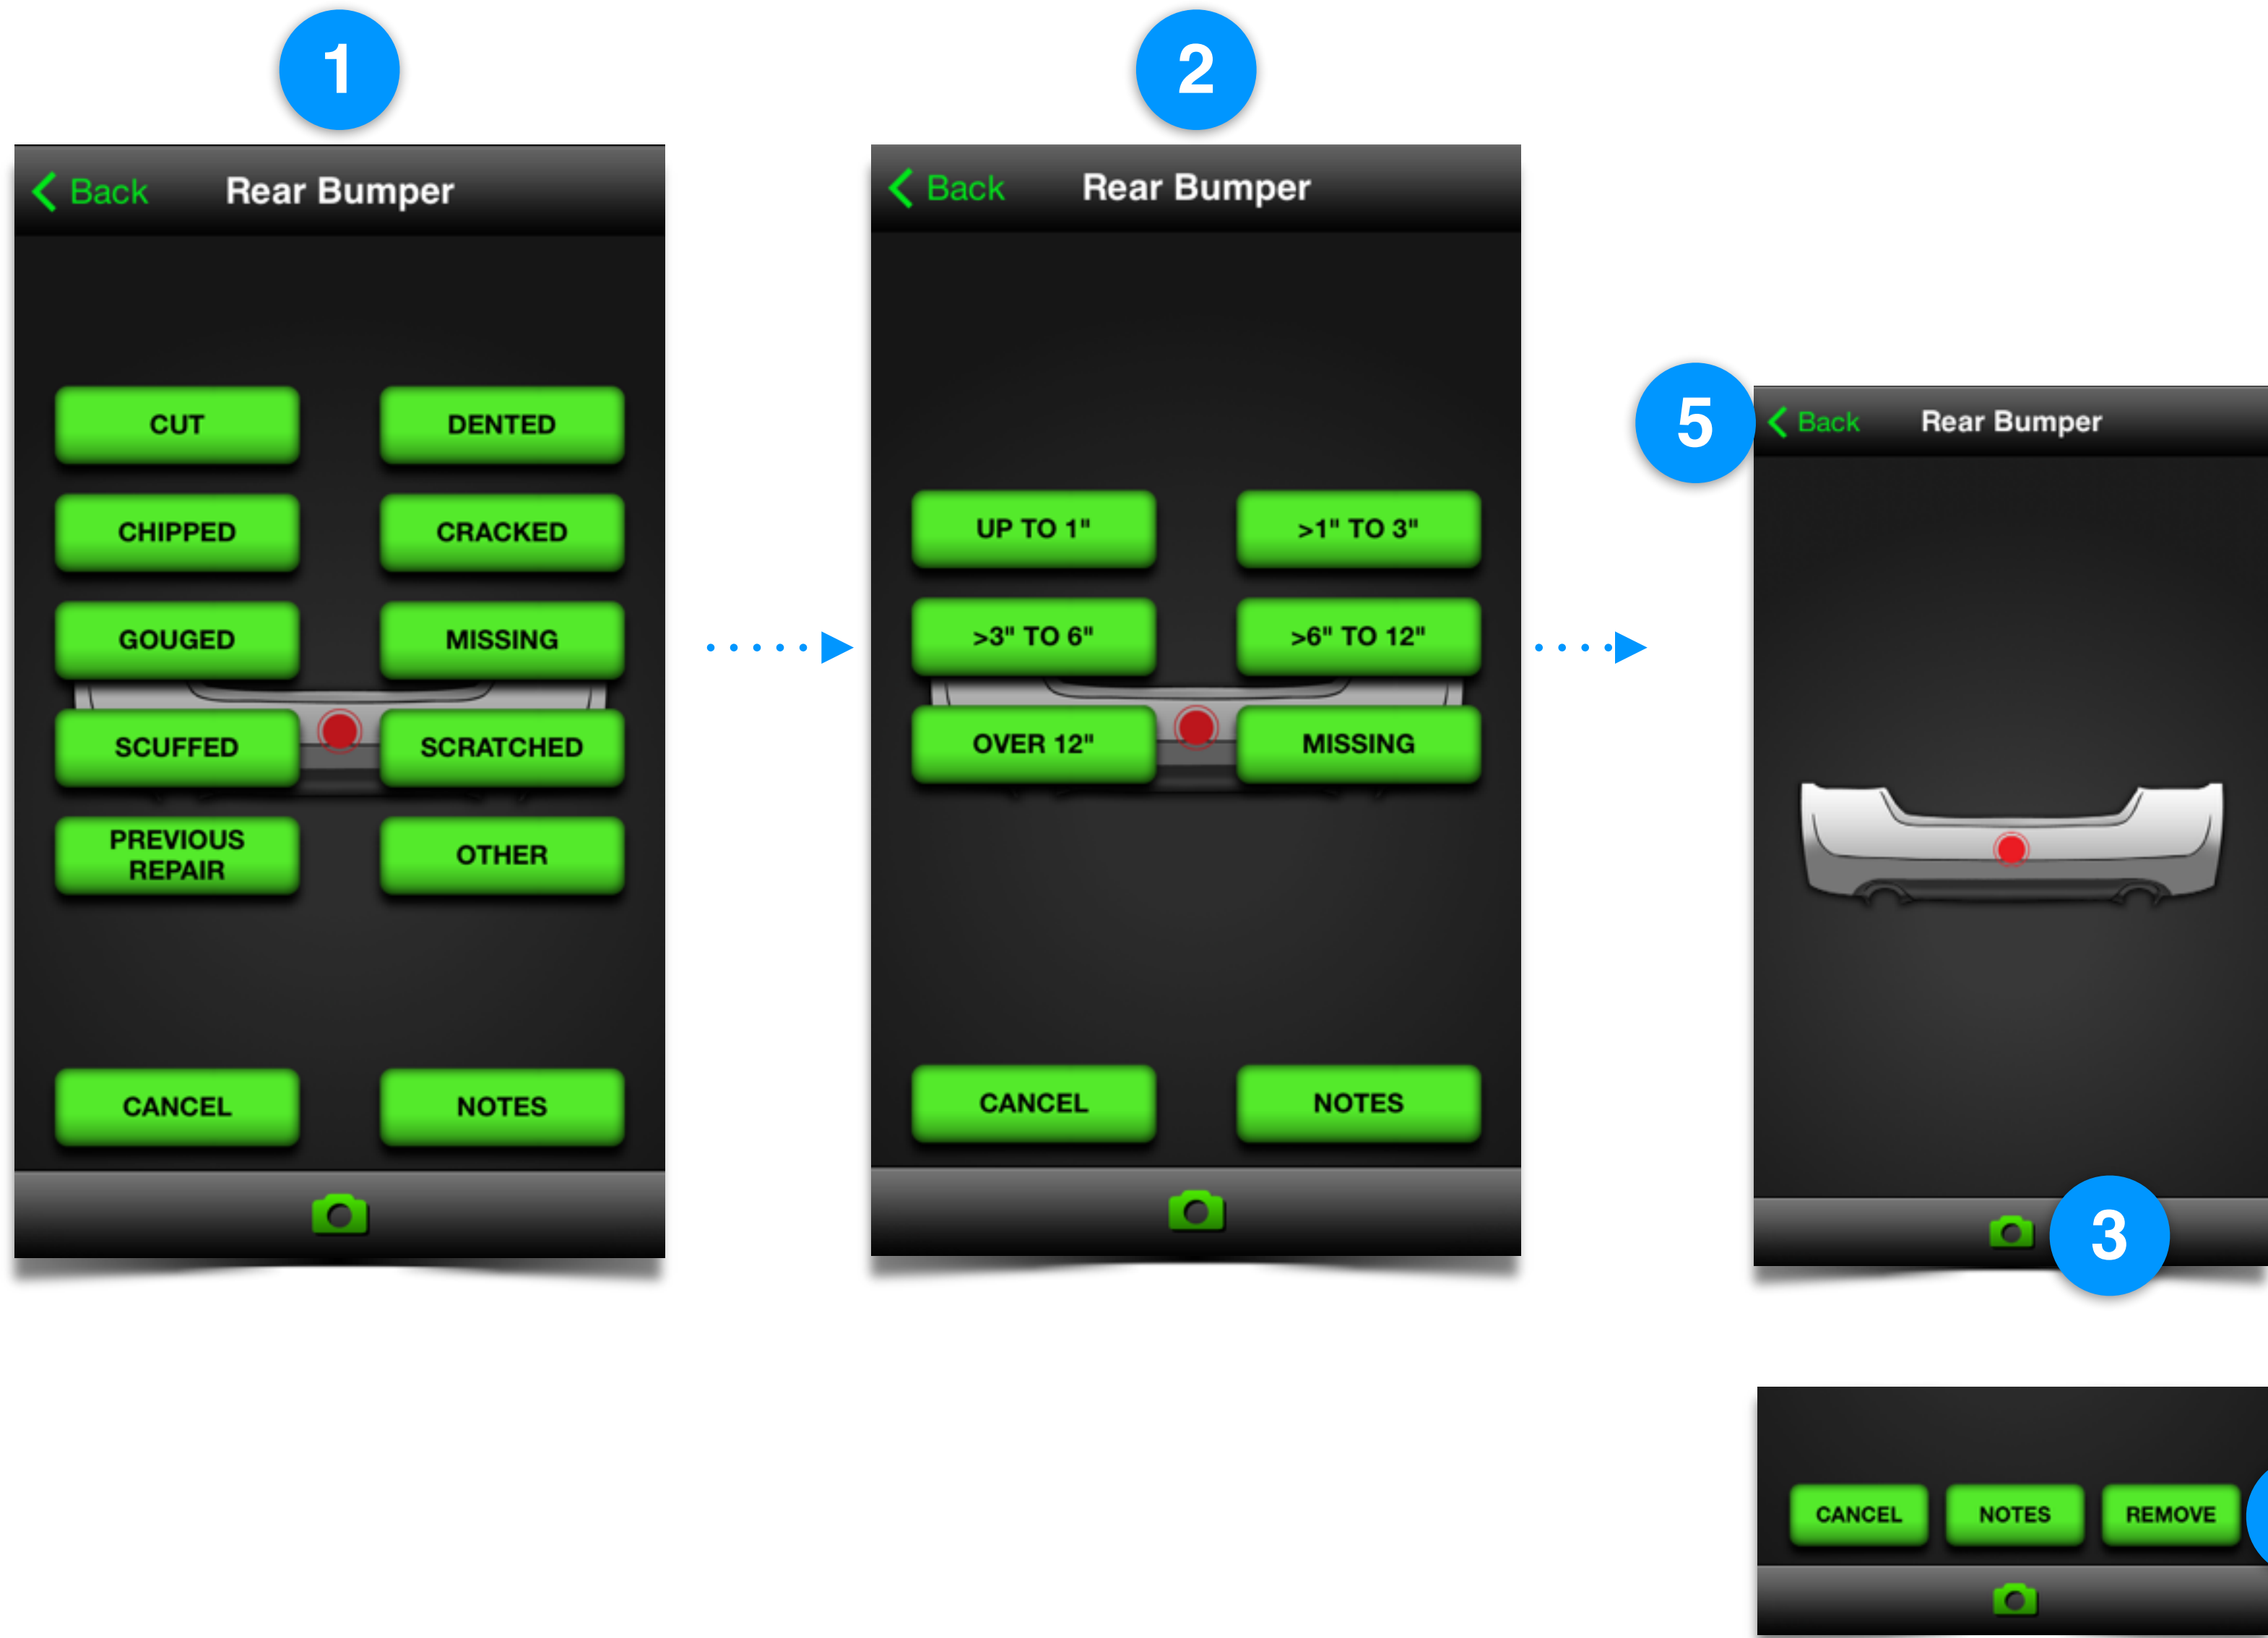 1
Back Rear Bumper
CUT DENTED
CHIPPED CRACKED
GOUGED MISSING
SCUFFED SCRATCHED
PREVIOUS
REPAIR
OTHER
CANCEL NOTES
2
Back Rear Bumper
UP TO 1" >1" TO 3"
>3" TO 6" >6" TO 12"
OVER 12" MISSING
CANCEL NOTES
5
Back Rear Bumper
3
CANCEL NOTES REMOVE